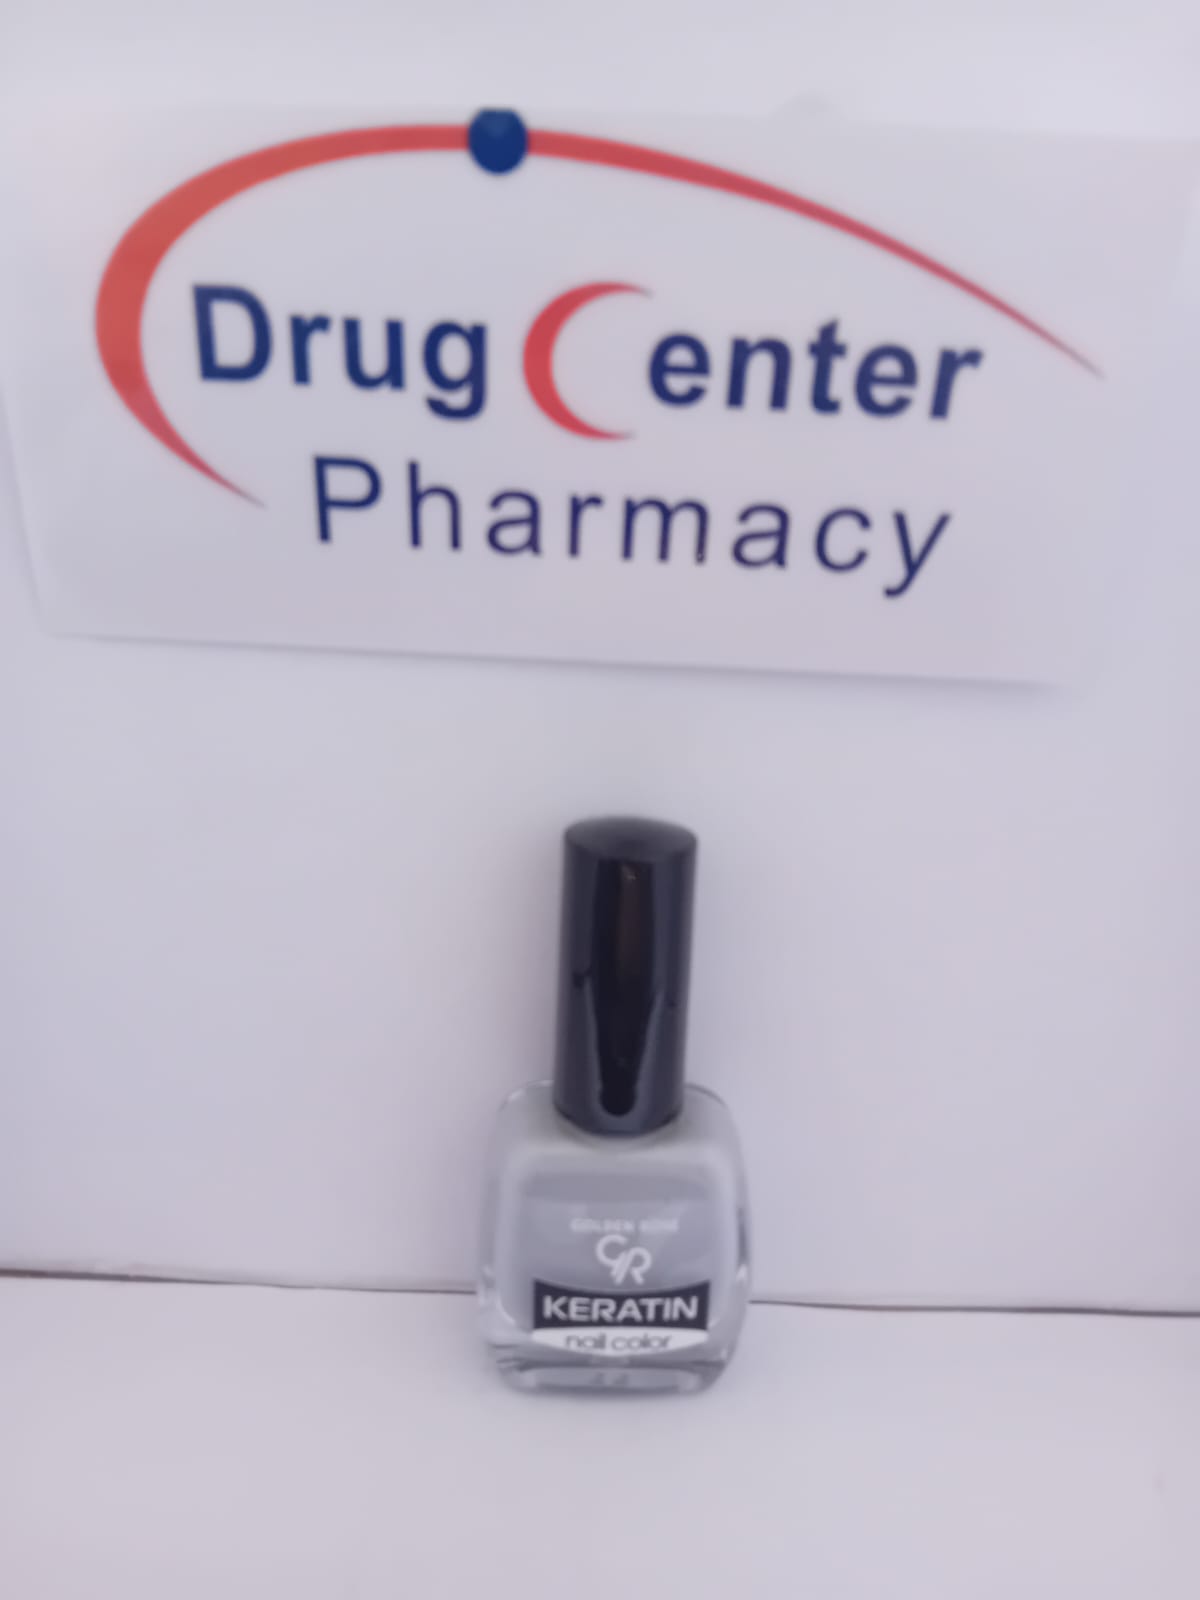 Drug Center
Pharmacy
GOLDEN ROSE
GR
KERATIN
nail color